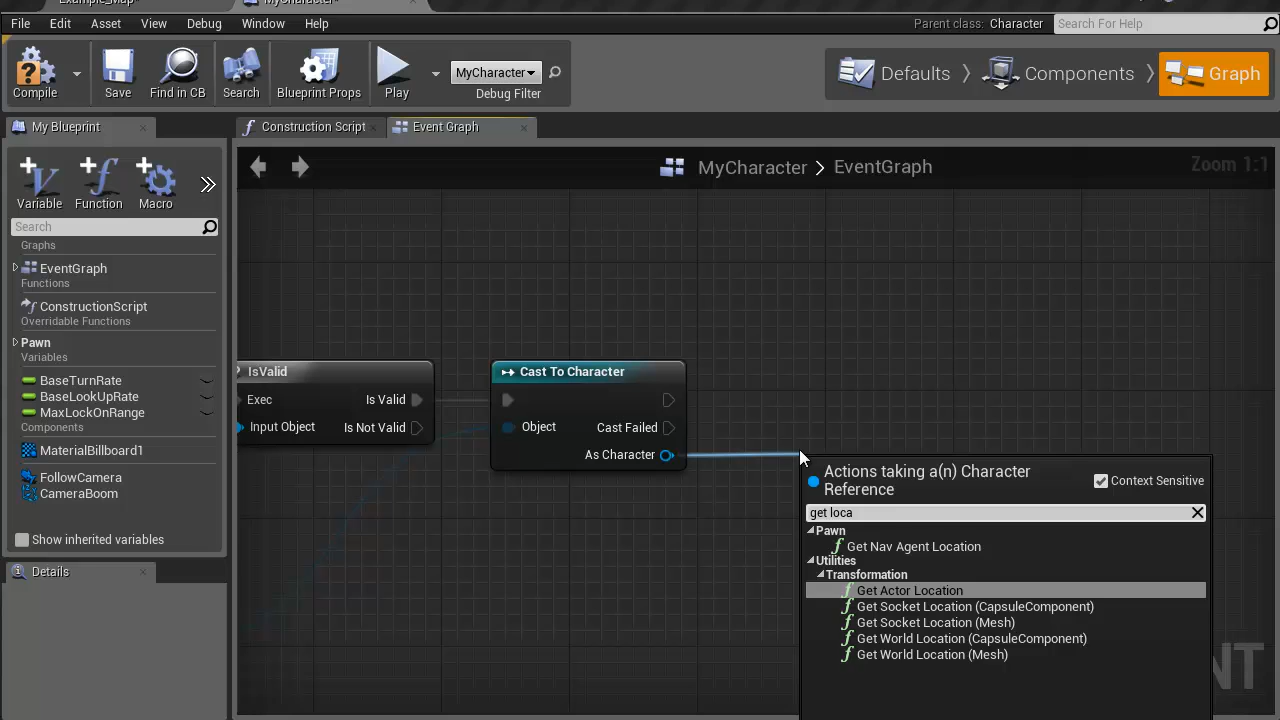 Example_Map
MyCharacter
File Edit Asset View Debug Window Help
Parent class: Character
Search For Help
Compile
Save
Find in CB
Search
Blueprint Props
Play
MyCharacter
Debug Filter
Defaults
Components
Graph
My Blueprint
Construction Script
Event Graph
Variable
Function
Macro
MyCharacter > EventGraph
Zoom 1:1
Search
Graphs
EventGraph
Functions
ConstructionScript
Overridable Functions
Pawn
Variables
BaseTurnRate
BaseLookUpRate
MaxLockOnRange
Components
MaterialBillboard1
FollowCamera
CameraBoom
Show inherited variables
Details
IsValid
Exec
Is Valid
Input Object
Is Not Valid
Cast To Character
Object
Cast Failed
As Character
Actions taking a(n) Character
Reference
Context Sensitive
get loca
Pawn
Get Nav Agent Location
Utilities
Transformation
Get Actor Location
Get Socket Location (CapsuleComponent)
Get Socket Location (Mesh)
Get World Location (CapsuleComponent)
Get World Location (Mesh)